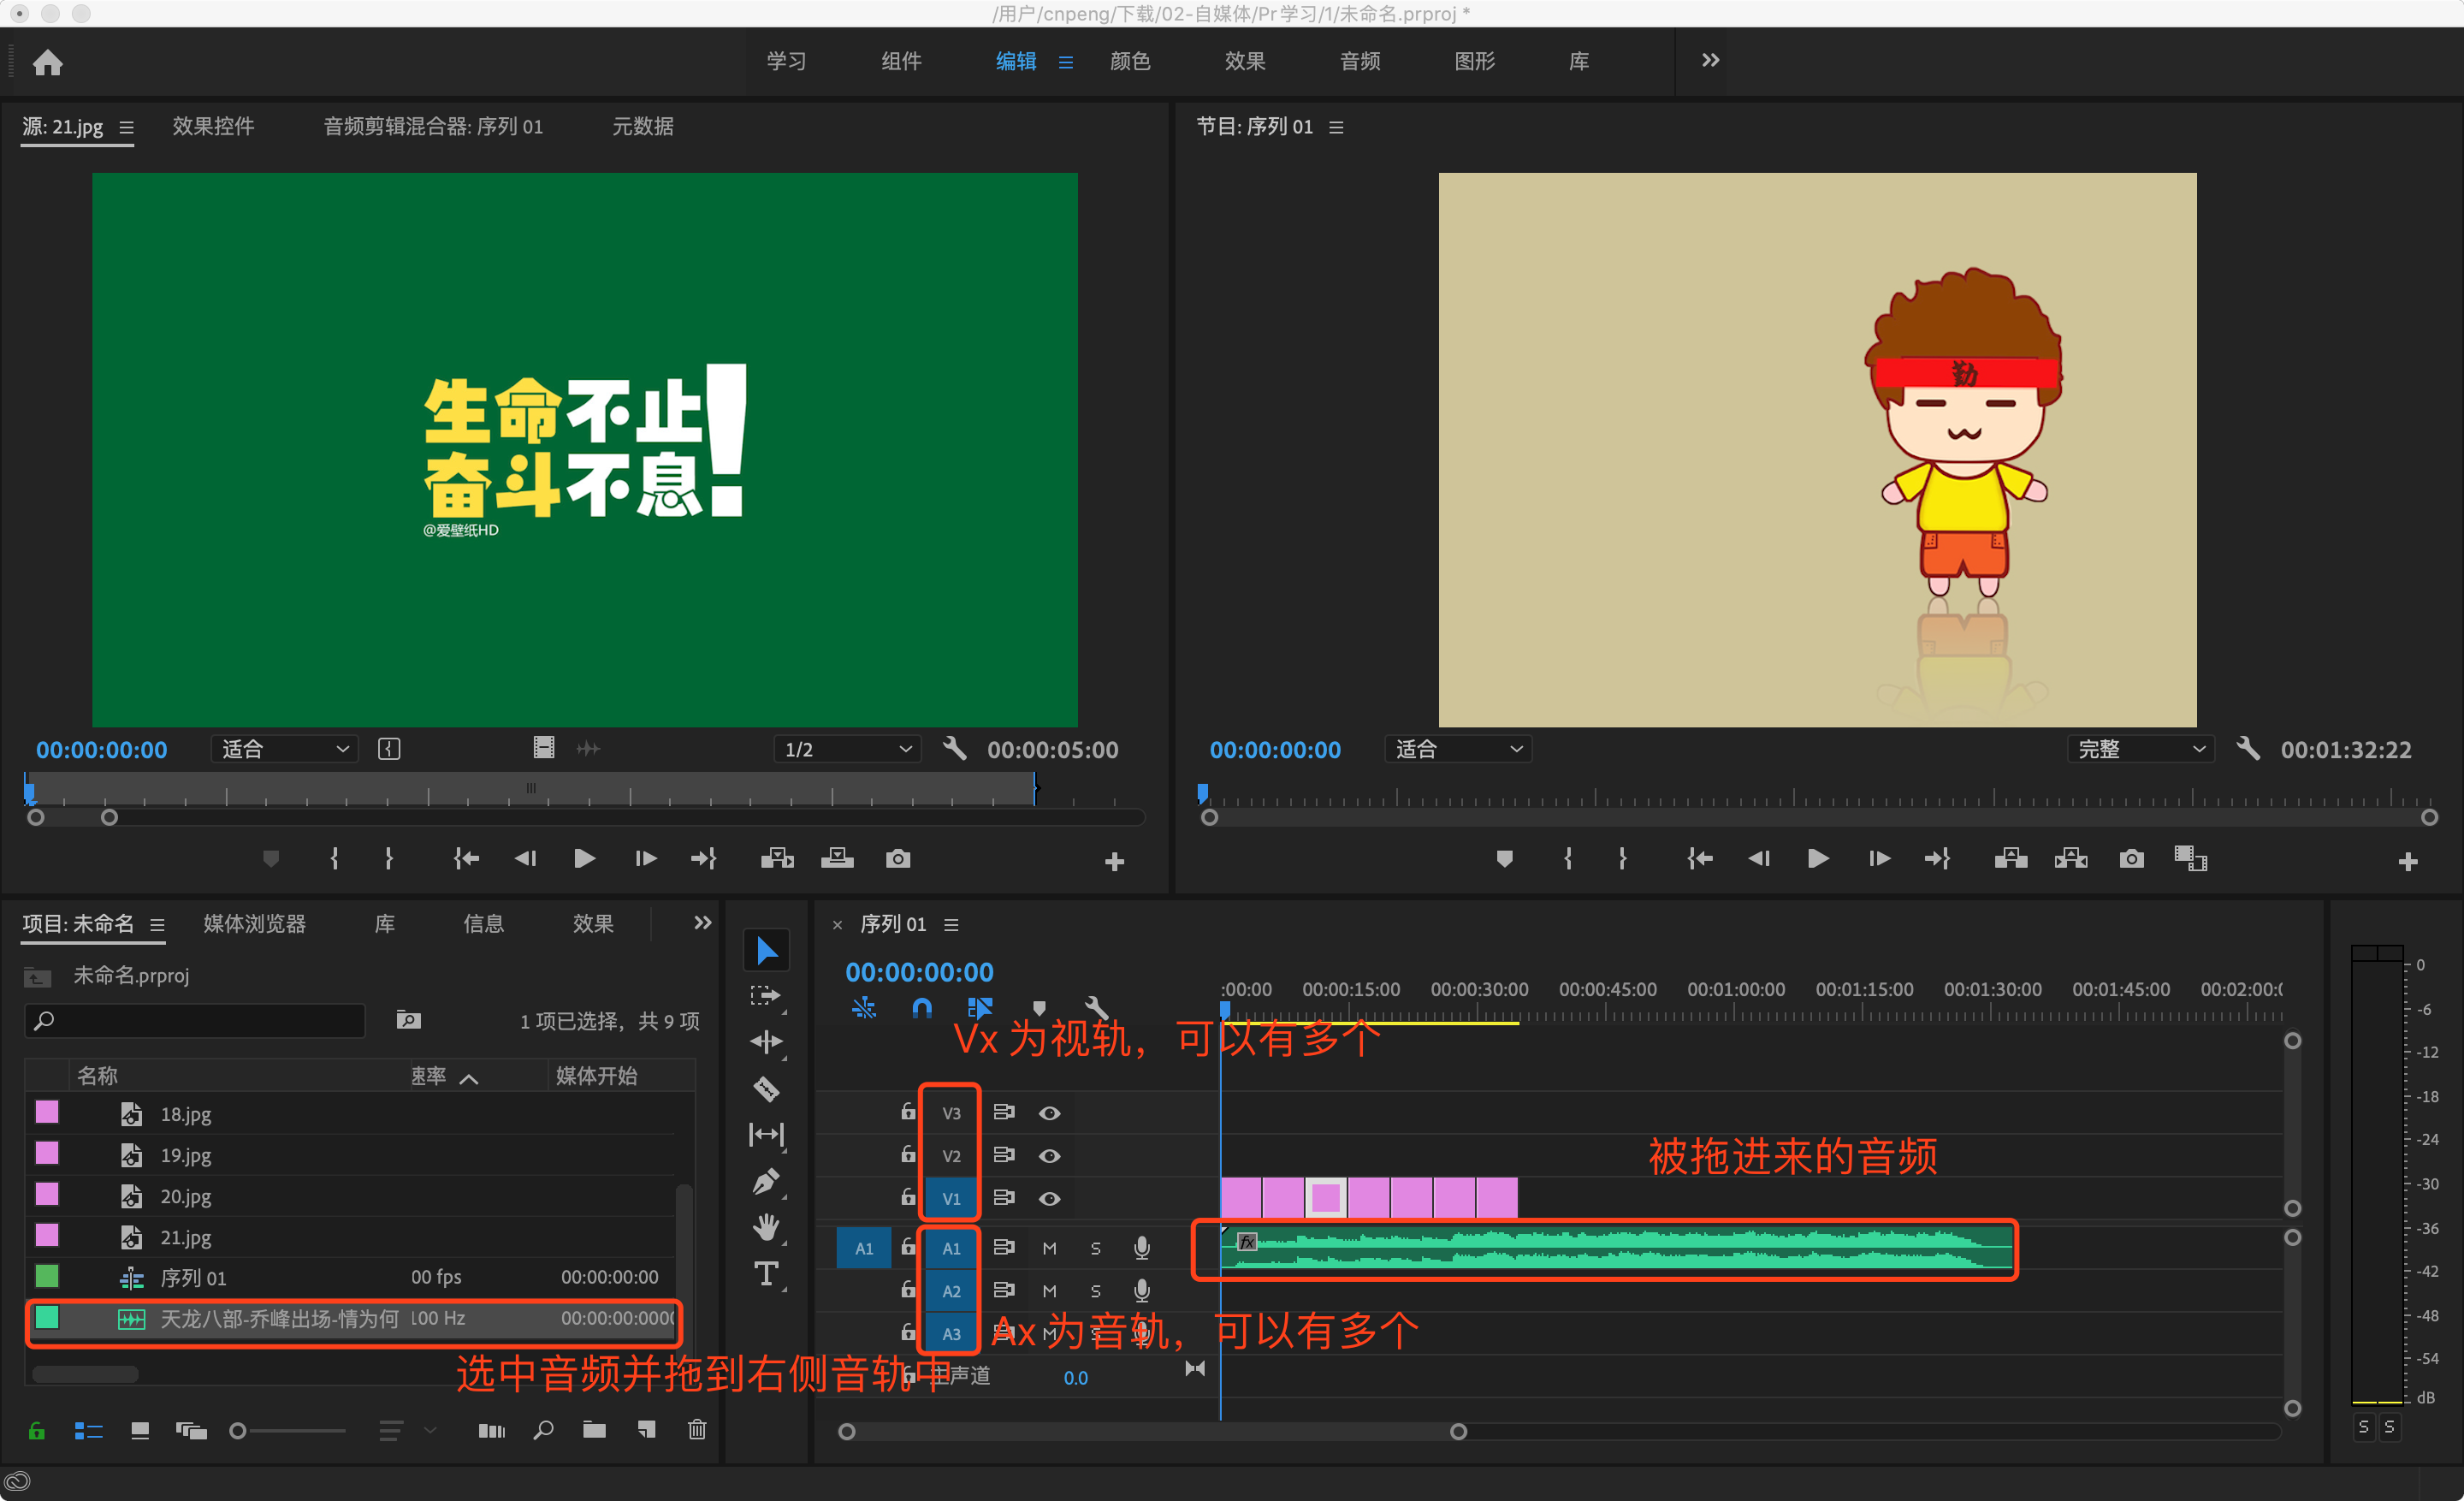 /用户/cnpeng/下载/02-自媒体/Pr 学习/1/未命名.prproj *
学习 组件 编辑 颜色 效果 音频 图形 库
源: 21.jpg 效果控件 音频剪辑混合器: 序列 01 元数据
节目: 序列 01
生命不止
奋斗不息!
@爱壁纸HD
勤
00:00:00:00 适合 1/2 00:00:05:00
00:00:00:00 适合 完整 00:01:32:22
项目: 未命名 媒体浏览器 库 信息 效果
未命名.prproj
1 项已选择，共 9 项
名称 速率 媒体开始
18.jpg
19.jpg
20.jpg
21.jpg
序列 01 00 fps 00:00:00:00
天龙八部-乔峰出场-情为何 100 Hz 00:00:00:0000
选中音频并拖到右侧音轨中
× 序列 01
00:00:00:00
:00:00 00:00:15:00 00:00:30:00 00:00:45:00 00:01:00:00 00:01:15:00 00:01:30:00 00:01:45:00 00:02:00:0
Vx 为视轨，可以有多个
V3
V2
被拖进来的音频
V1
A1 A1 M S
fx
A2 M S
A3 M S
Ax 为音轨，可以有多个
主声道 0.0
0
-6
-12
-18
-24
-30
-36
-42
-48
-54
dB
S S